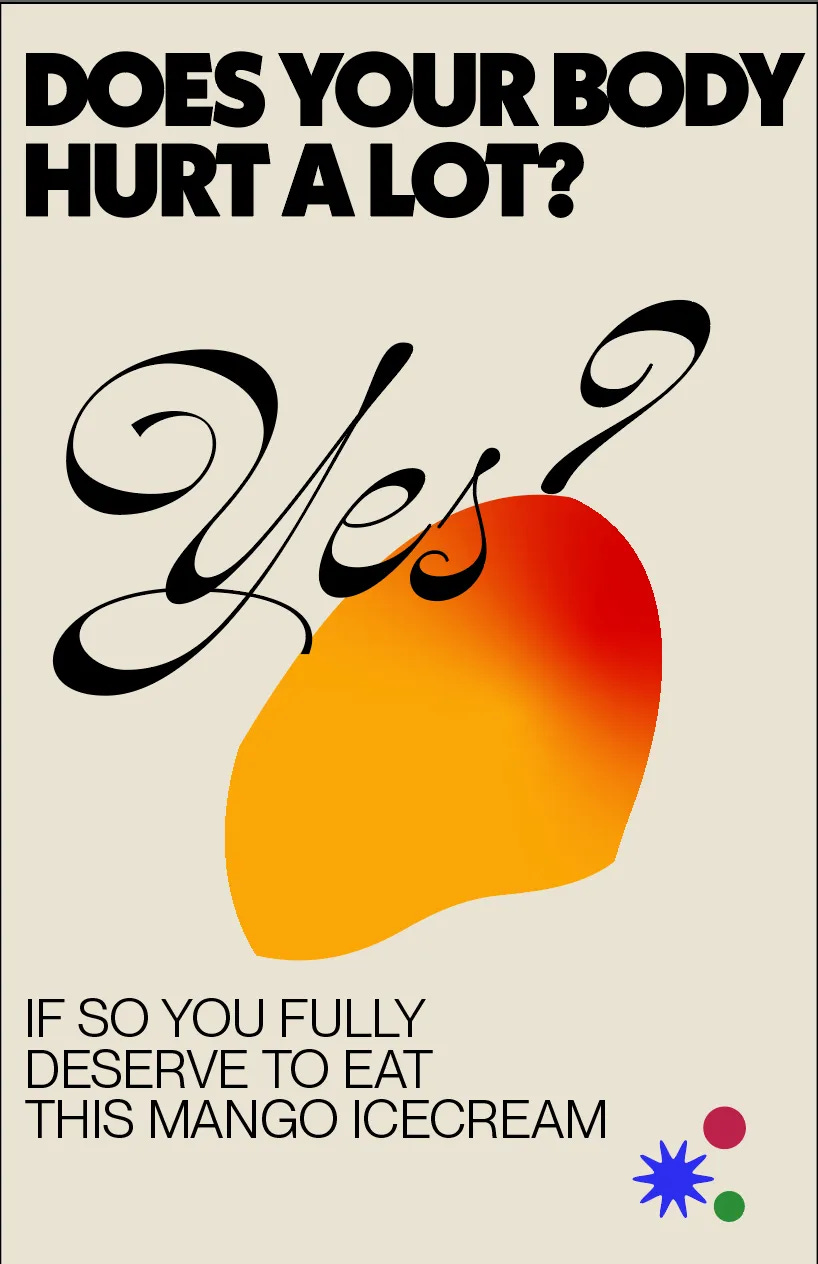 DOES YOUR BODY
HURT A LOT?
Yes?
IF SO YOU FULLY
DESERVE TO EAT
THIS MANGO ICECREAM